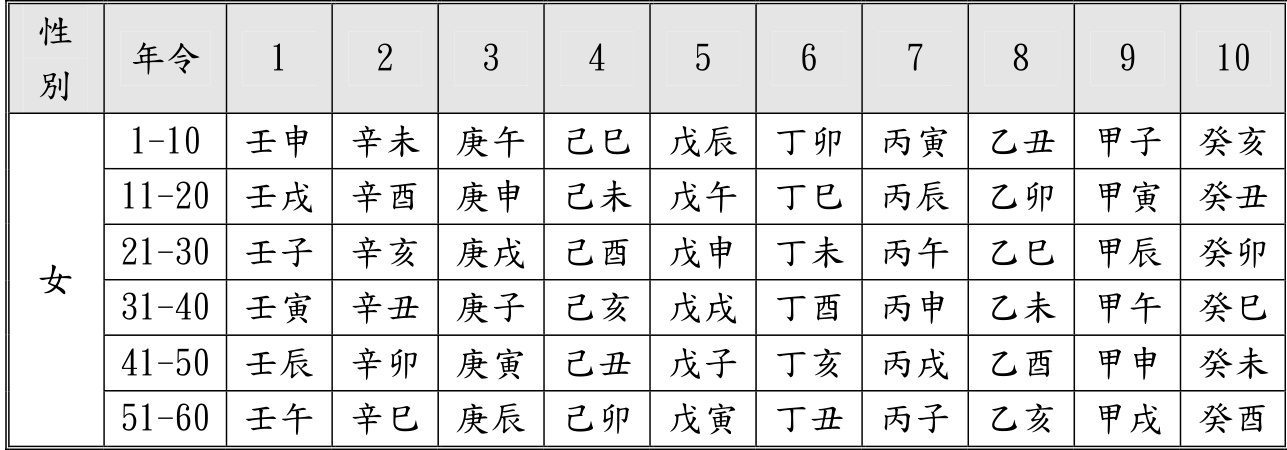 性別 年令 1 2 3 4 5 6 7 8 9 10
女
1-10 壬申 辛未 庚午 己巳 戊辰 丁卯 丙寅 乙丑 甲子 癸亥
11-20 壬戌 辛酉 庚申 己未 戊午 丁巳 丙辰 乙卯 甲寅 癸丑
21-30 壬子 辛亥 庚戌 己酉 戊申 丁未 丙午 乙巳 甲辰 癸卯
31-40 壬寅 辛丑 庚子 己亥 戊戌 丁酉 丙申 乙未 甲午 癸巳
41-50 壬辰 辛卯 庚寅 己丑 戊子 丁亥 丙戌 乙酉 甲申 癸未
51-60 壬午 辛巳 庚辰 己卯 戊寅 丁丑 丙子 乙亥 甲戌 癸酉